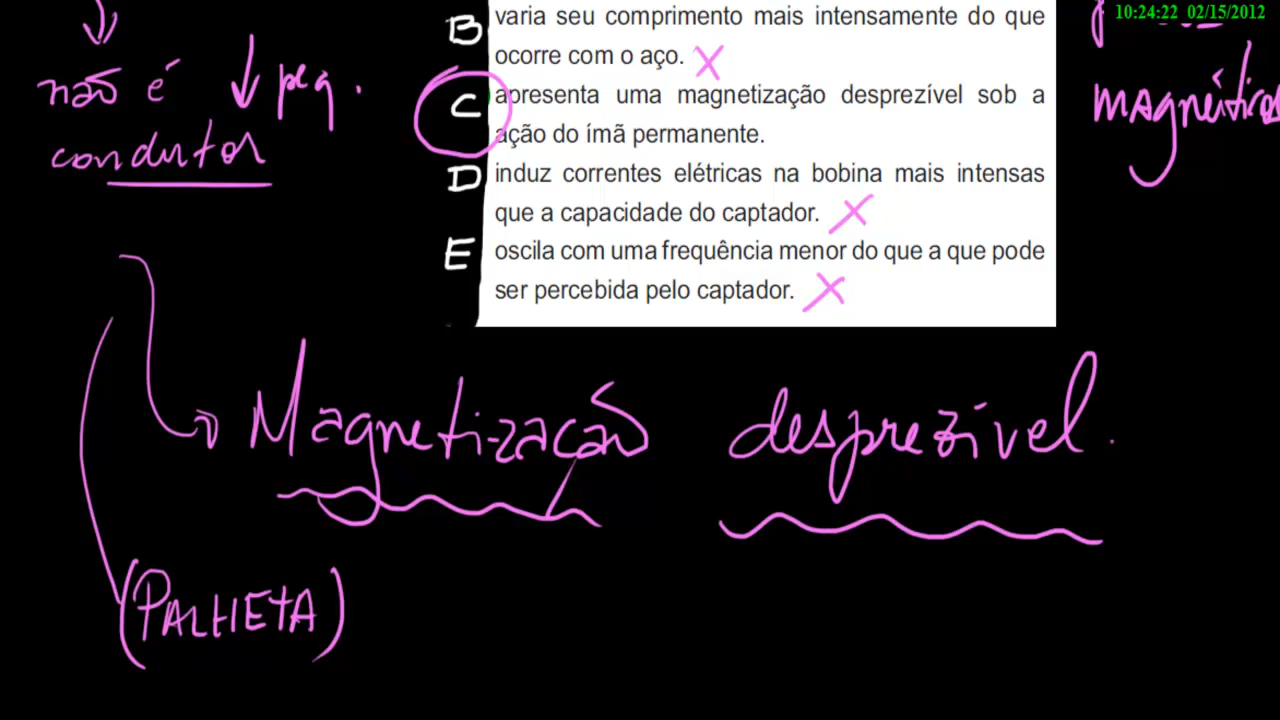 10:24:22 02/15/2012
B varia seu comprimento mais intensamente do que
ocorre com o aço. X
não é ↓ peq.
condutor
C apresenta uma magnetização desprezível sob a
ação do ímã permanente.
magnéticos
D induz correntes elétricas na bobina mais intensas
que a capacidade do captador. X
E oscila com uma frequência menor do que a que pode
ser percebida pelo captador. X
Magnetização desprezível.
(PALHETA)